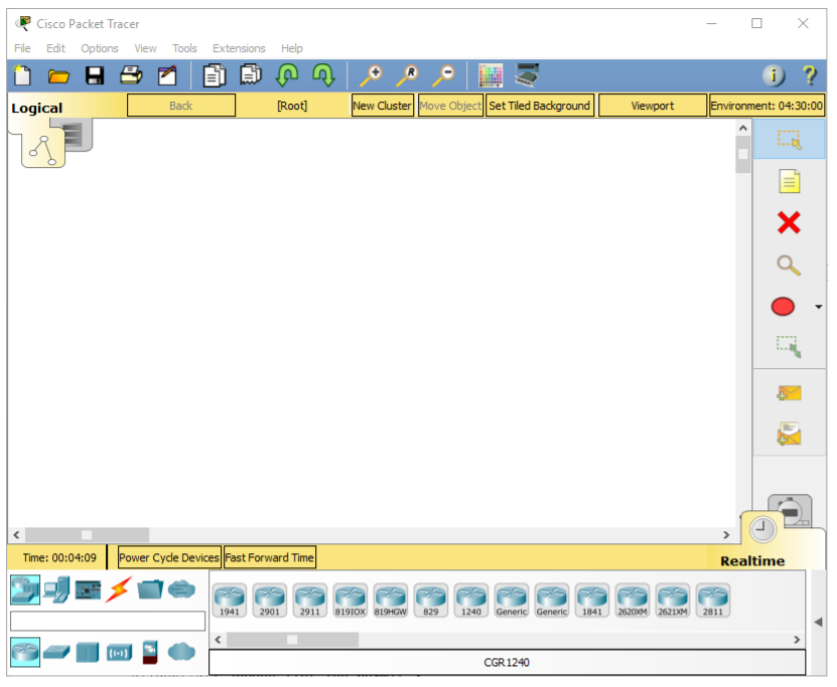 Cisco Packet Tracer
File Edit Options View Tools Extensions Help
Logical Back [Root] New Cluster Move Object Set Tiled Background Viewport Environment: 04:30:00
Time: 00:04:09 Power Cycle Devices Fast Forward Time Realtime
1941 2901 2911 819IOX 819HGW 829 1240 Generic Generic 1841 2620XM 2621XM 2811
CGR1240